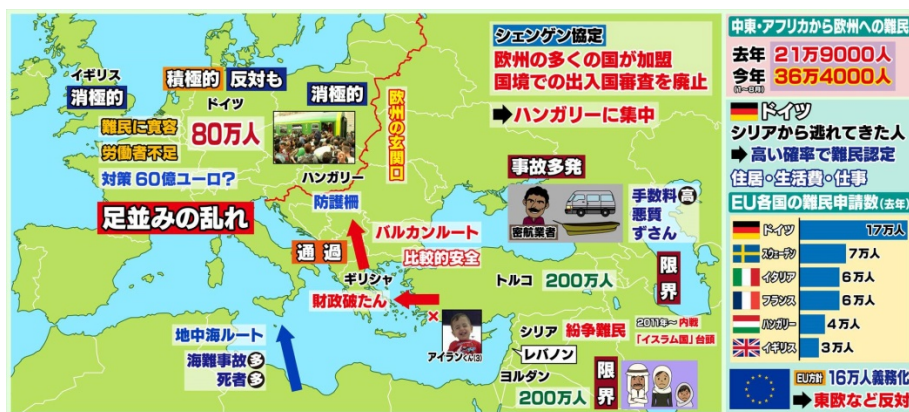 イギリス
消極的
積極的
反対も
ドイツ
80万人
難民に寛容
労働者不足
対策 60億ユーロ?
足並みの乱れ
消極的
欧州の玄関口
ハンガリー
防護柵
シェンゲン協定
欧州の多くの国が加盟
国境での出入国審査を廃止
➡ハンガリーに集中
事故多発
密航業者
手数料高
悪質
ずさん
バルカンルート
比較的安全
通過
ギリシャ
財政破たん
トルコ 200万人
限界
地中海ルート
海難事故多
死者多
×
アイランくん(3)
シリア 紛争難民
2011年〜内戦
「イスラム国」台頭
レバノン
ヨルダン
200万人
限界
中東・アフリカから欧州への難民
去年 21万9000人
今年 36万4000人
(1〜8月)
ドイツ
シリアから逃れてきた人
➡高い確率で難民認定
住居・生活費・仕事
EU各国の難民申請数(去年)
ドイツ 17万人
スウェーデン 7万人
イタリア 6万人
フランス 6万人
ハンガリー 4万人
イギリス 3万人
EU方針 16万人義務化
➡東欧など反対